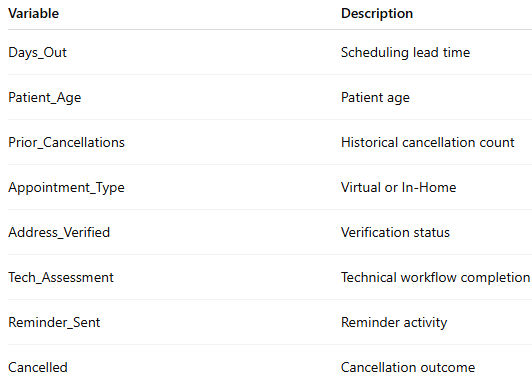 Variable Description
Days_Out Scheduling lead time
Patient_Age Patient age
Prior_Cancellations Historical cancellation count
Appointment_Type Virtual or In-Home
Address_Verified Verification status
Tech_Assessment Technical workflow completion
Reminder_Sent Reminder activity
Cancelled Cancellation outcome